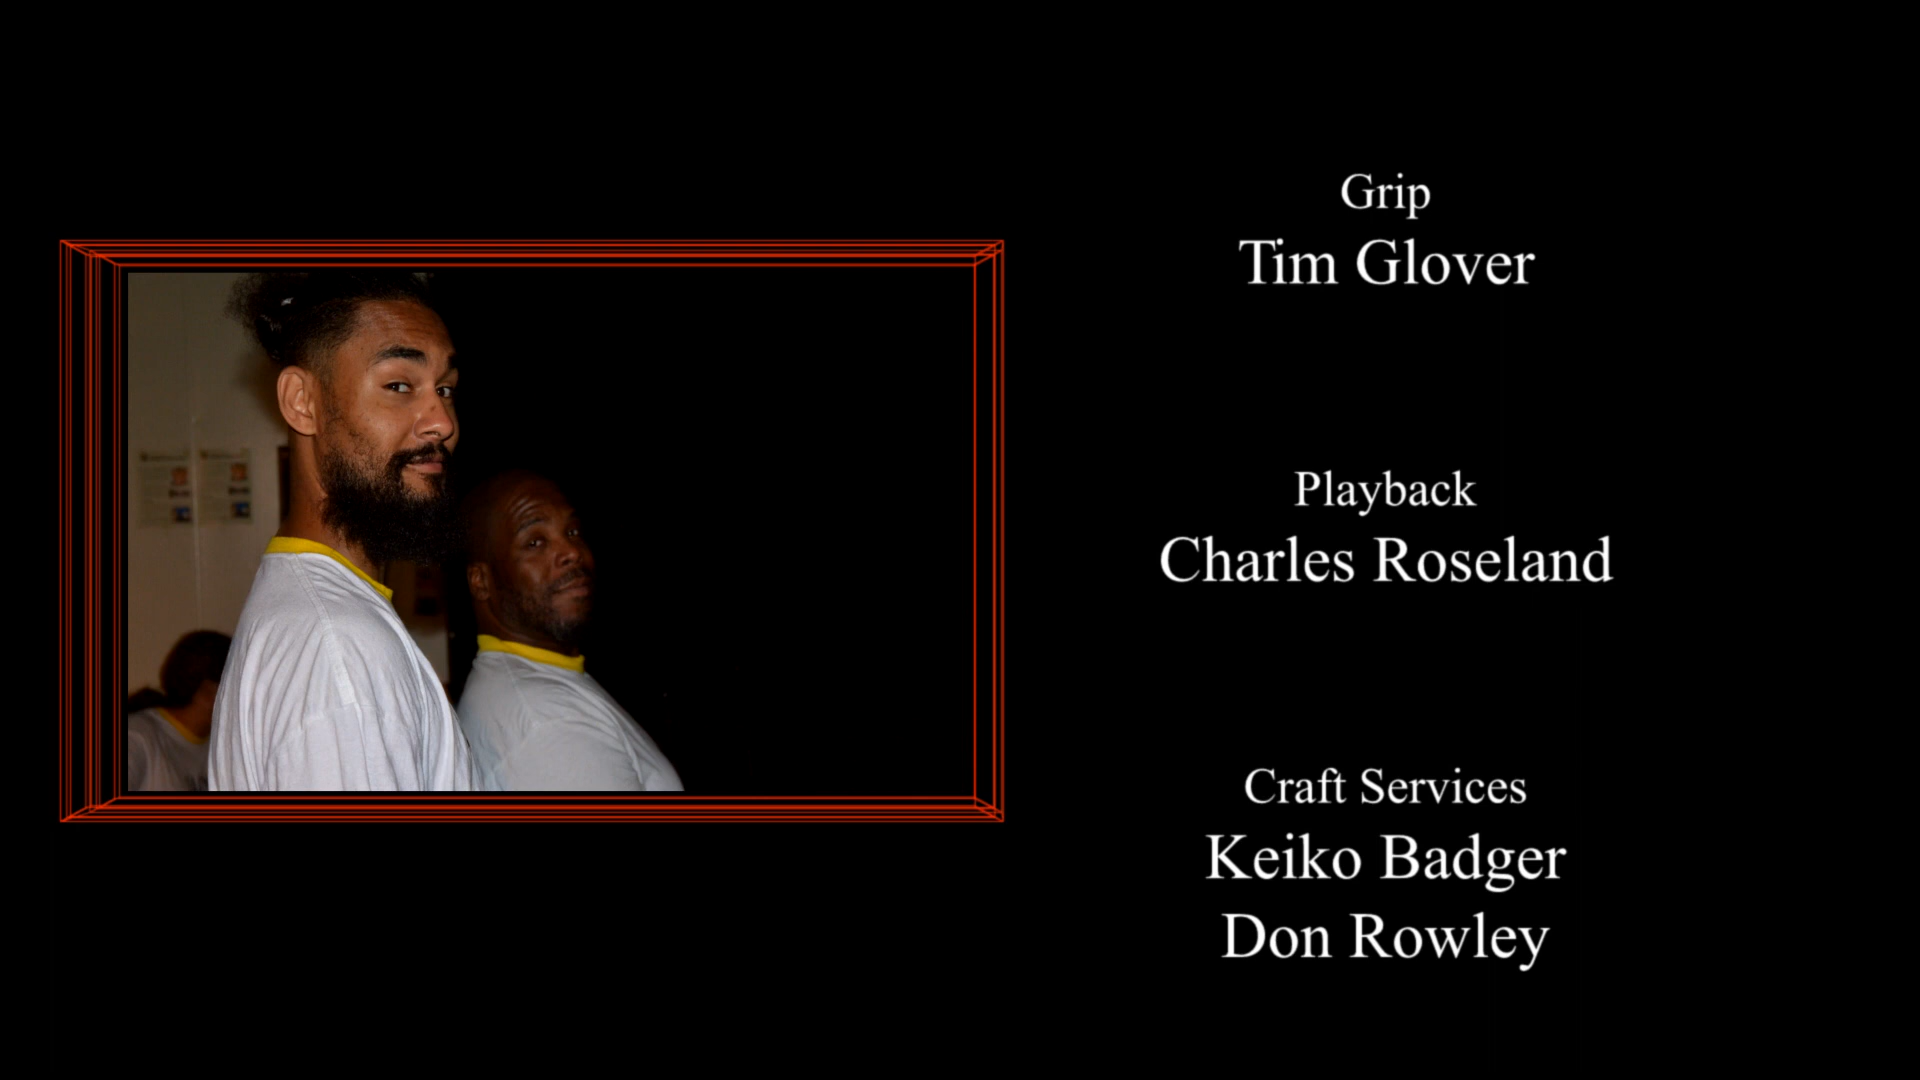 Grip
Tim Glover
Playback
Charles Roseland
Craft Services
Keiko Badger
Don Rowley